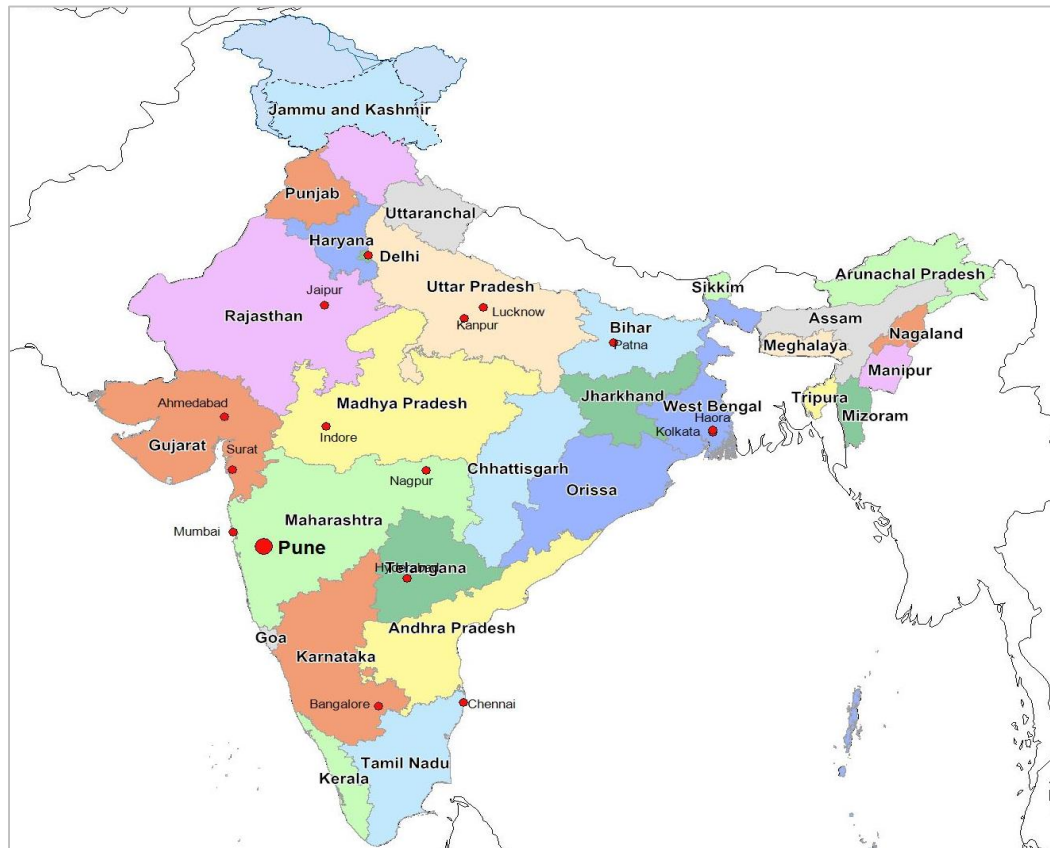 Jammu and Kashmir
Punjab
Uttaranchal
Haryana
Delhi
Arunachal Pradesh
Sikkim
Uttar Pradesh
Jaipur
Rajasthan
Lucknow
Kanpur
Bihar
Patna
Assam
Nagaland
Meghalaya
Manipur
Jharkhand
Tripura
Mizoram
Ahmedabad
Madhya Pradesh
West Bengal
Haora
Kolkata
Indore
Gujarat
Surat
Nagpur
Chhattisgarh
Orissa
Maharashtra
Mumbai
Pune
Hyderabad
Telangana
Andhra Pradesh
Goa
Karnataka
Bangalore
Chennai
Tamil Nadu
Kerala